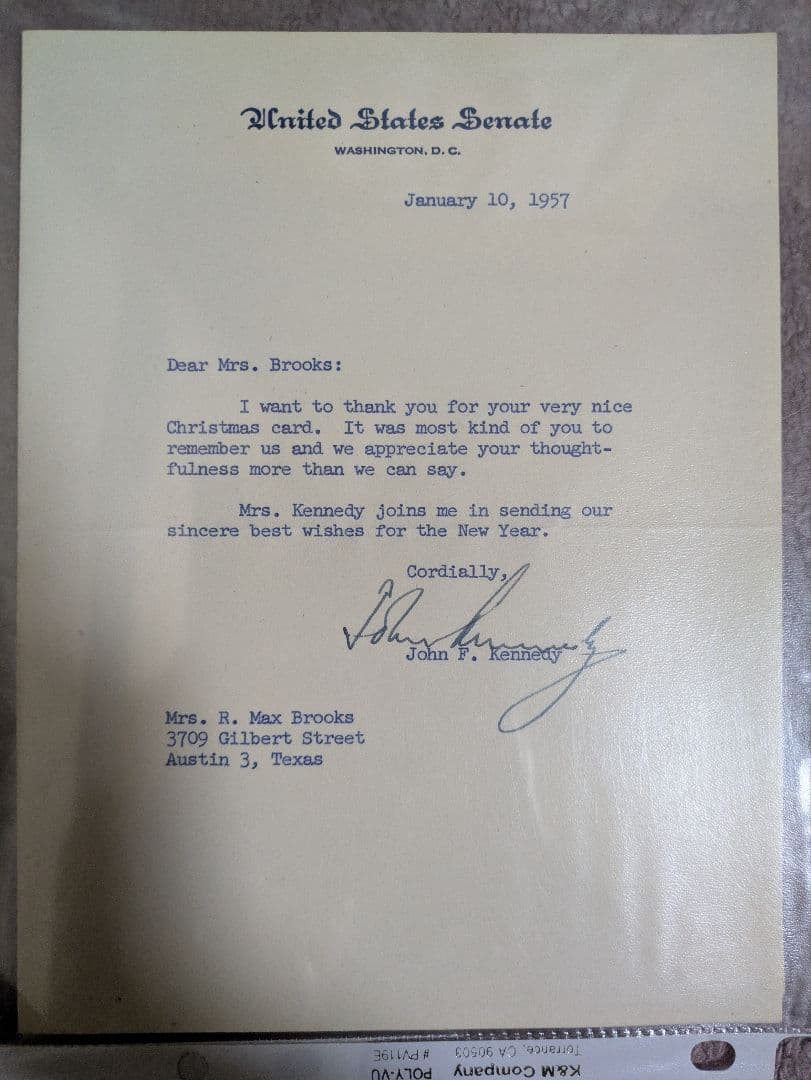 United States Senate
WASHINGTON, D. C.
January 10, 1957
Dear Mrs. Brooks:
I want to thank you for your very nice
Christmas card. It was most kind of you to
remember us and we appreciate your thought-
fulness more than we can say.
Mrs. Kennedy joins me in sending our
sincere best wishes for the New Year.
Cordially,
John Kennedy
John F. Kennedy
Mrs. R. Max Brooks
3709 Gilbert Street
Austin 3, Texas
K&M Company POLY-VU
Torrance, CA 90503 # PV119E